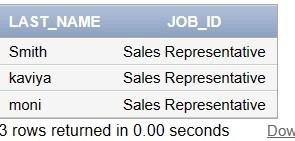 LAST_NAME JOB_ID
Smith Sales Representative
kaviya Sales Representative
moni Sales Representative
3 rows returned in 0.00 seconds